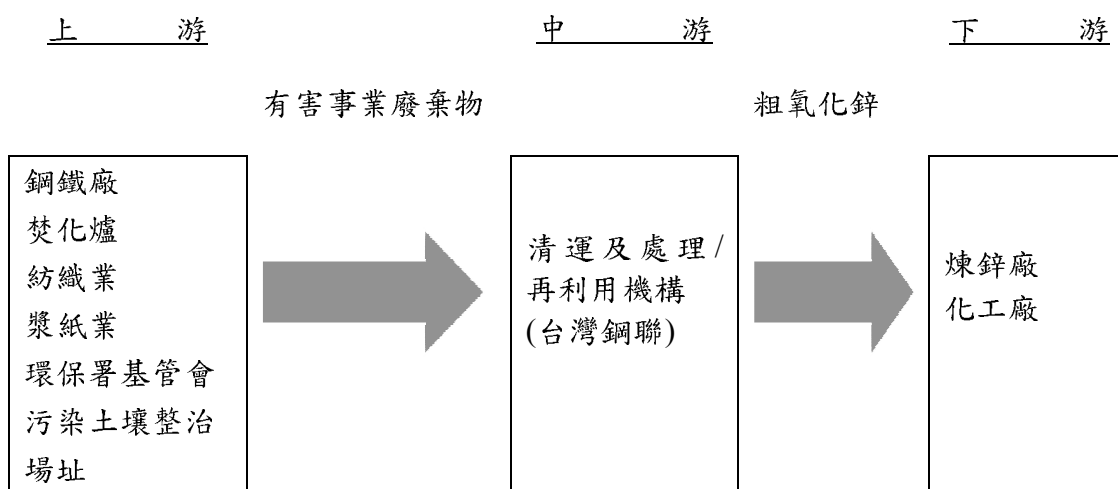 上游
中游
下游
有害事業廢棄物
粗氧化鋅
鋼鐵廠
焚化爐
紡織業
漿紙業
環保署基管會
污染土壤整治
場址
清運及處理/
再利用機構
(台灣鋼聯)
煉鋅廠
化工廠